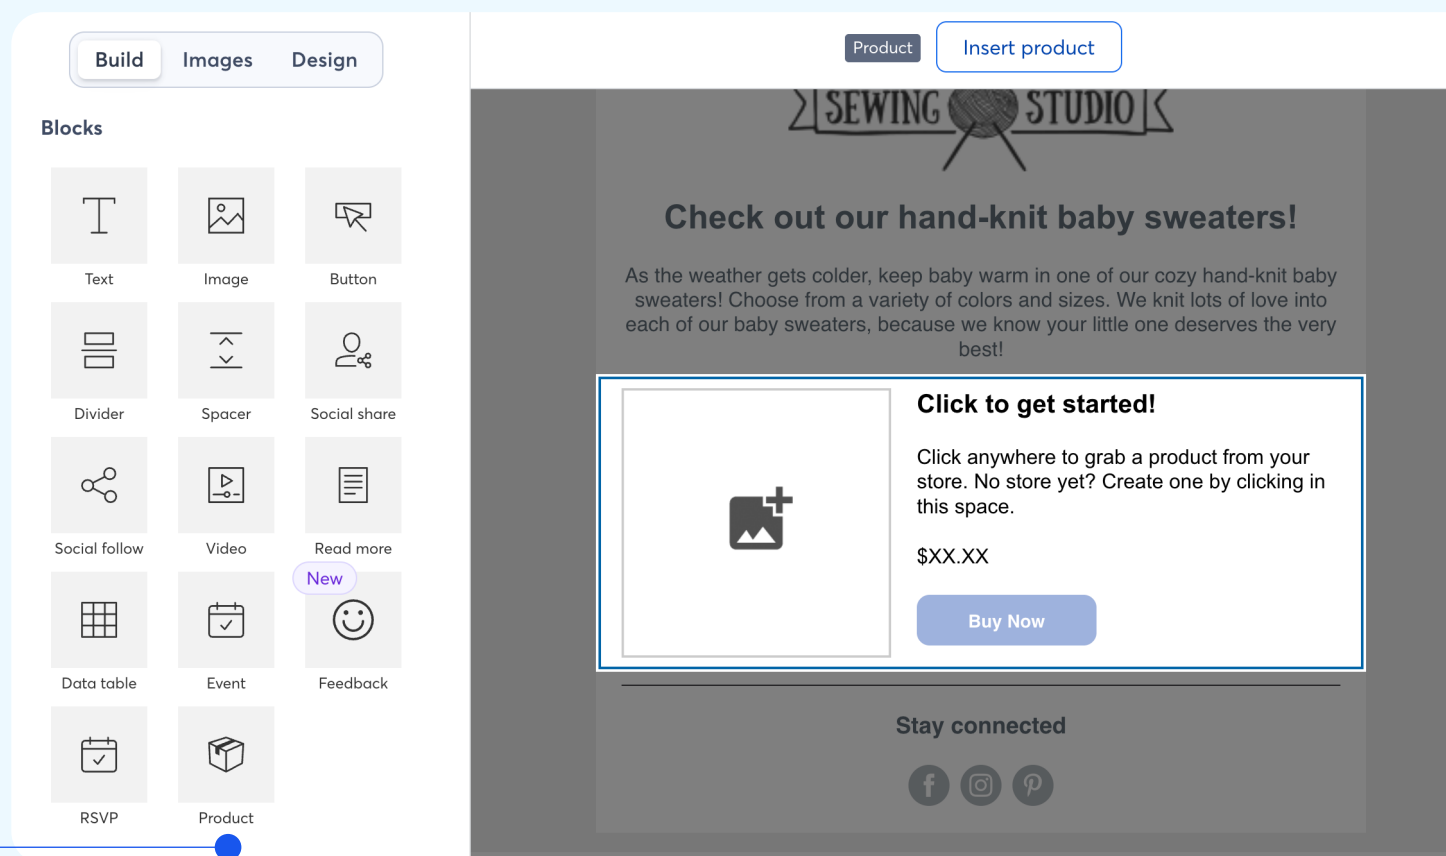 Build Images Design
Blocks
Text Image Button
Divider Spacer Social share
Social follow Video Read more
New
Data table Event Feedback
RSVP Product
Product Insert product
SEWING STUDIO
Check out our hand-knit baby sweaters!
As the weather gets colder, keep baby warm in one of our cozy hand-knit baby
sweaters! Choose from a variety of colors and sizes. We knit lots of love into
each of our baby sweaters, because we know your little one deserves the very
best!
Click to get started!
Click anywhere to grab a product from your
store. No store yet? Create one by clicking in
this space.
$XX.XX
Buy Now
Stay connected